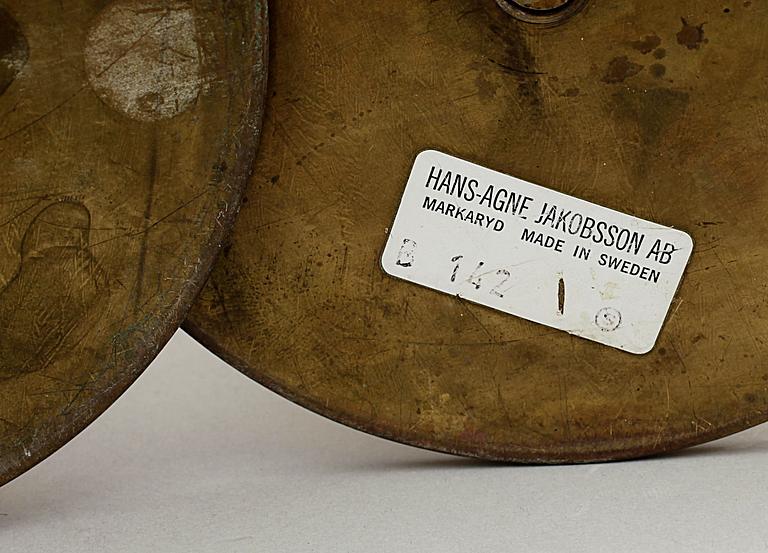 HANS-AGNE JAKOBSSON AB
MARKARYD MADE IN SWEDEN
B 142 I S